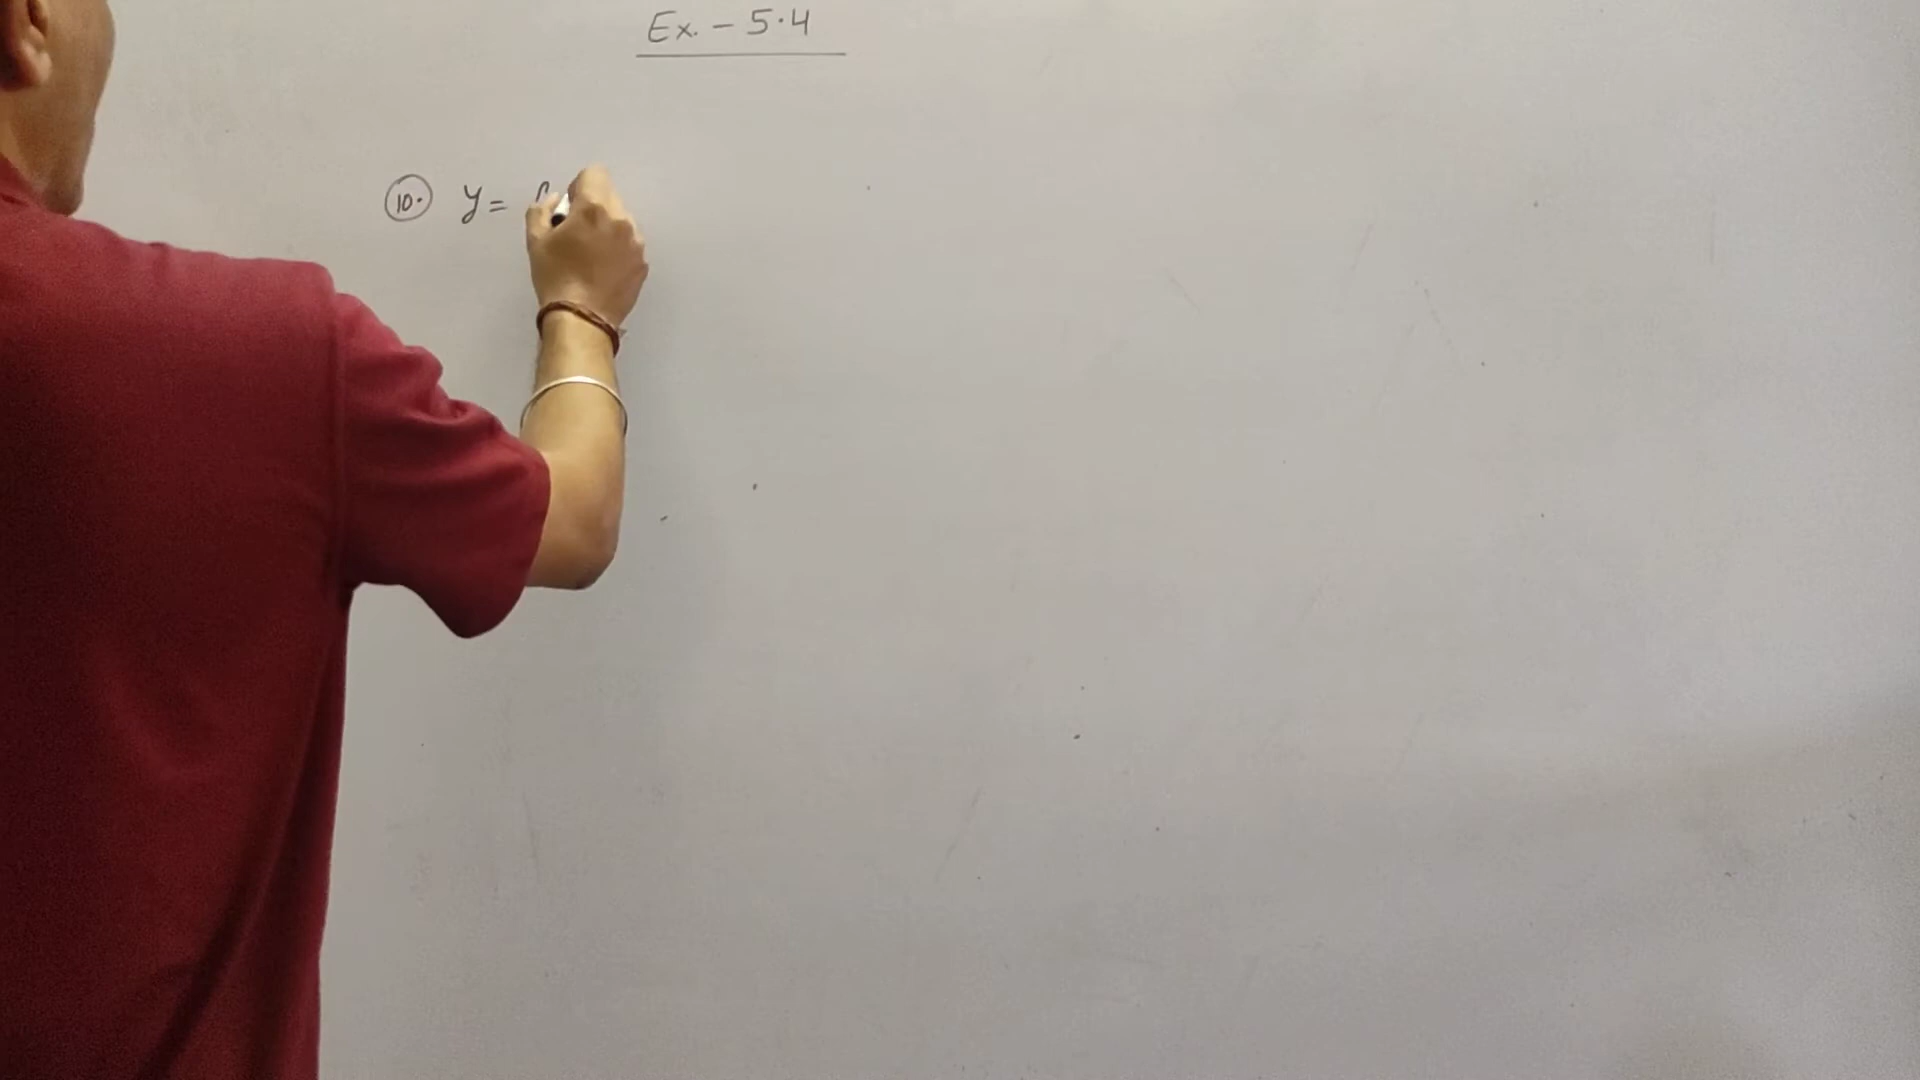 Ex. - 5.4
10. y =